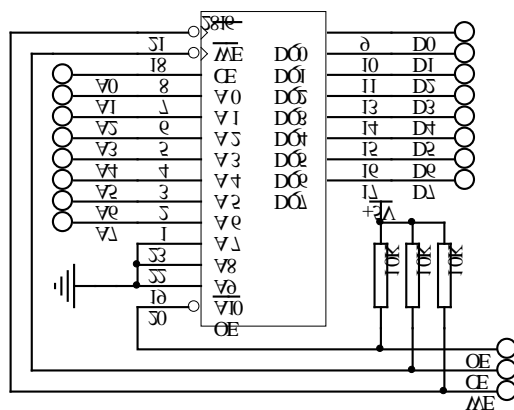 2816
21 WE DQ0 9 D0
18 CE DQ1 10 D1
A0 8 A0 DQ2 11 D2
A1 7 A1 DQ3 13 D3
A2 6 A2 DQ4 14 D4
A3 5 A3 DQ5 15 D5
A4 4 A4 DQ6 16 D6
A5 3 A5 DQ7 17 D7
A6 2 A6 +5V
A7 1 A7
23 A8 10K 10K 10K
22 A9
19 A10
20 OE
OE
CE
WE